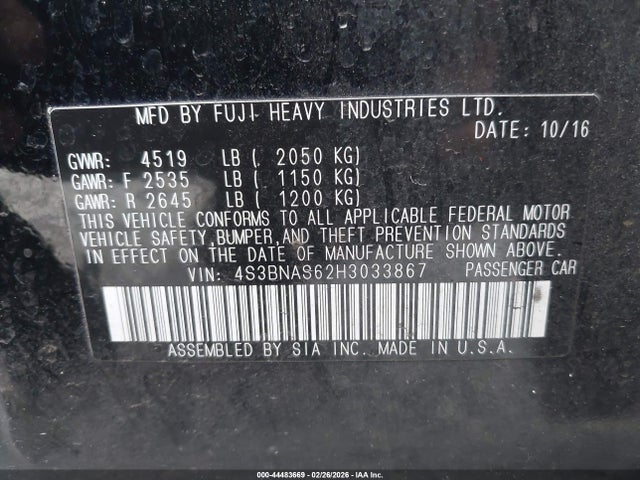 MFD BY FUJI HEAVY INDUSTRIES LTD.
DATE: 10/16
GVWR: 4519 LB ( 2050 KG)
GAWR: F 2535 LB ( 1150 KG)
GAWR: R 2645 LB ( 1200 KG)
THIS VEHICLE CONFORMS TO ALL APPLICABLE FEDERAL MOTOR
VEHICLE SAFETY, BUMPER, AND THEFT PREVENTION STANDARDS
IN EFFECT ON THE DATE OF MANUFACTURE SHOWN ABOVE.
VIN: 4S3BNAS62H3033867 PASSENGER CAR
ASSEMBLED BY SIA INC. MADE IN U.S.A.
000-44483669 - 02/26/2026 - IAA Inc.